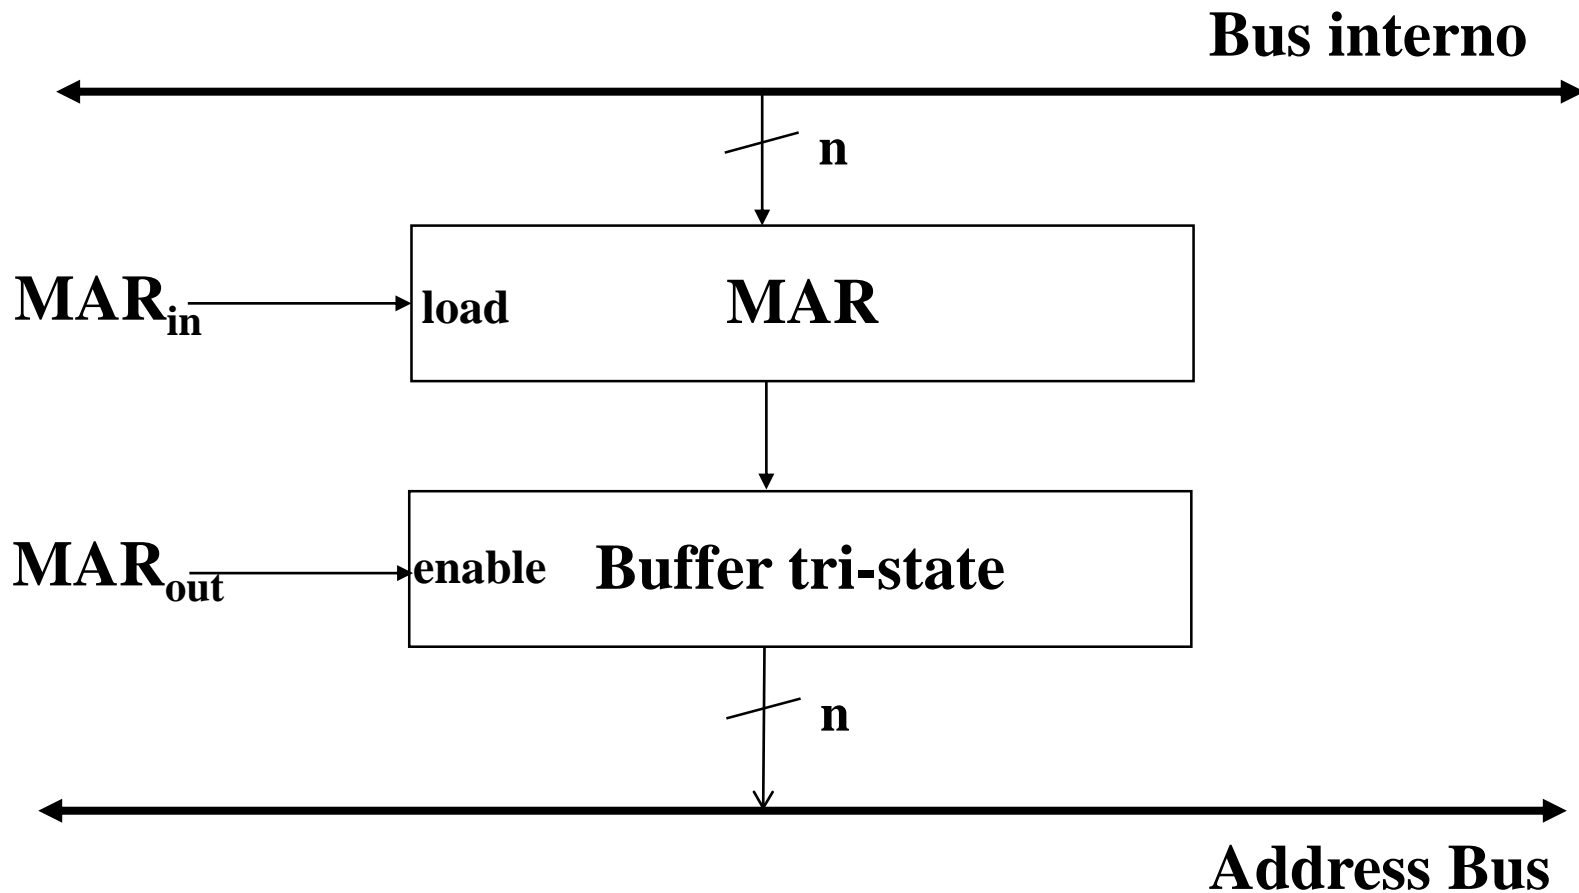 Bus interno
n
MARin
load
MAR
MARout
enable
Buffer tri-state
n
Address Bus